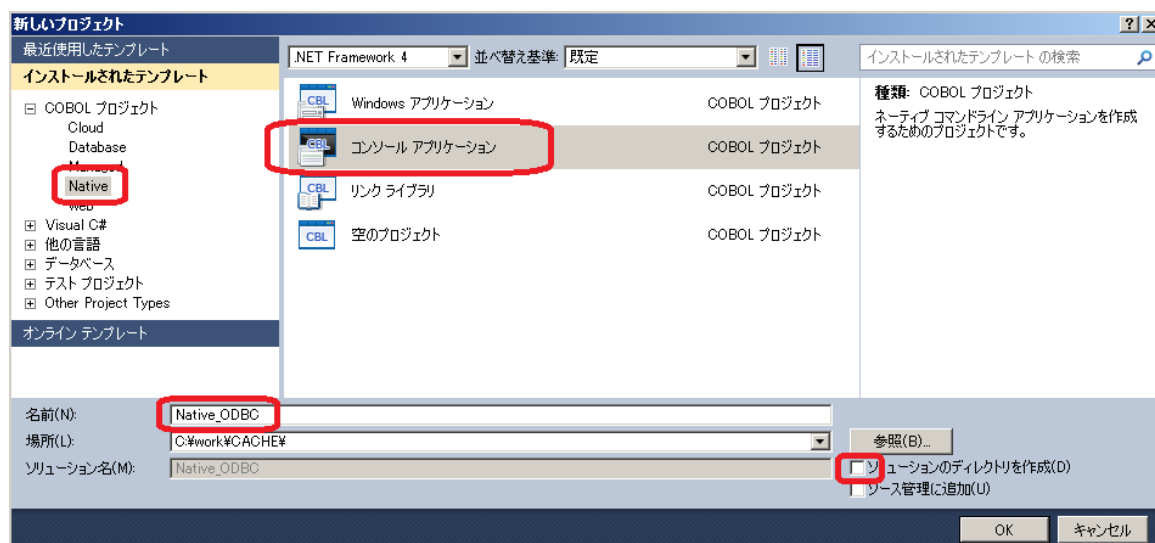 新しいプロジェクト
最近使用したテンプレート
インストールされたテンプレート
COBOL プロジェクト
Cloud
Database
Managed
Native
Web
Visual C#
他の言語
データベース
テスト プロジェクト
Other Project Types
オンライン テンプレート
.NET Framework 4
並べ替え基準: 既定
CBL Windows アプリケーション COBOL プロジェクト
CBL コンソール アプリケーション COBOL プロジェクト
CBL リンク ライブラリ COBOL プロジェクト
CBL 空のプロジェクト COBOL プロジェクト
インストールされたテンプレート の検索
種類: COBOL プロジェクト
ネーティブ コマンドライン アプリケーションを作成
するためのプロジェクトです。
名前(N): Native_ODBC
場所(L): C:¥work¥CACHE¥ 参照(B)...
ソリューション名(M): Native_ODBC ソリューションのディレクトリを作成(D)
ソース管理に追加(U)
OK キャンセル